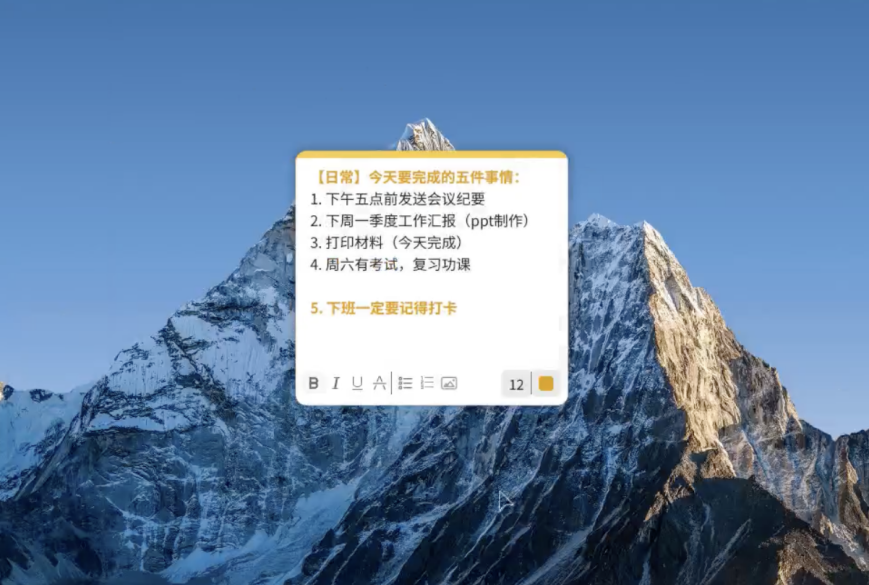 【日常】今天要完成的五件事情：
1. 下午五点前发送会议纪要
2. 下周一季度工作汇报（ppt制作）
3. 打印材料（今天完成）
4. 周六有考试，复习功课
5. 下班一定要记得打卡
B I U A
12